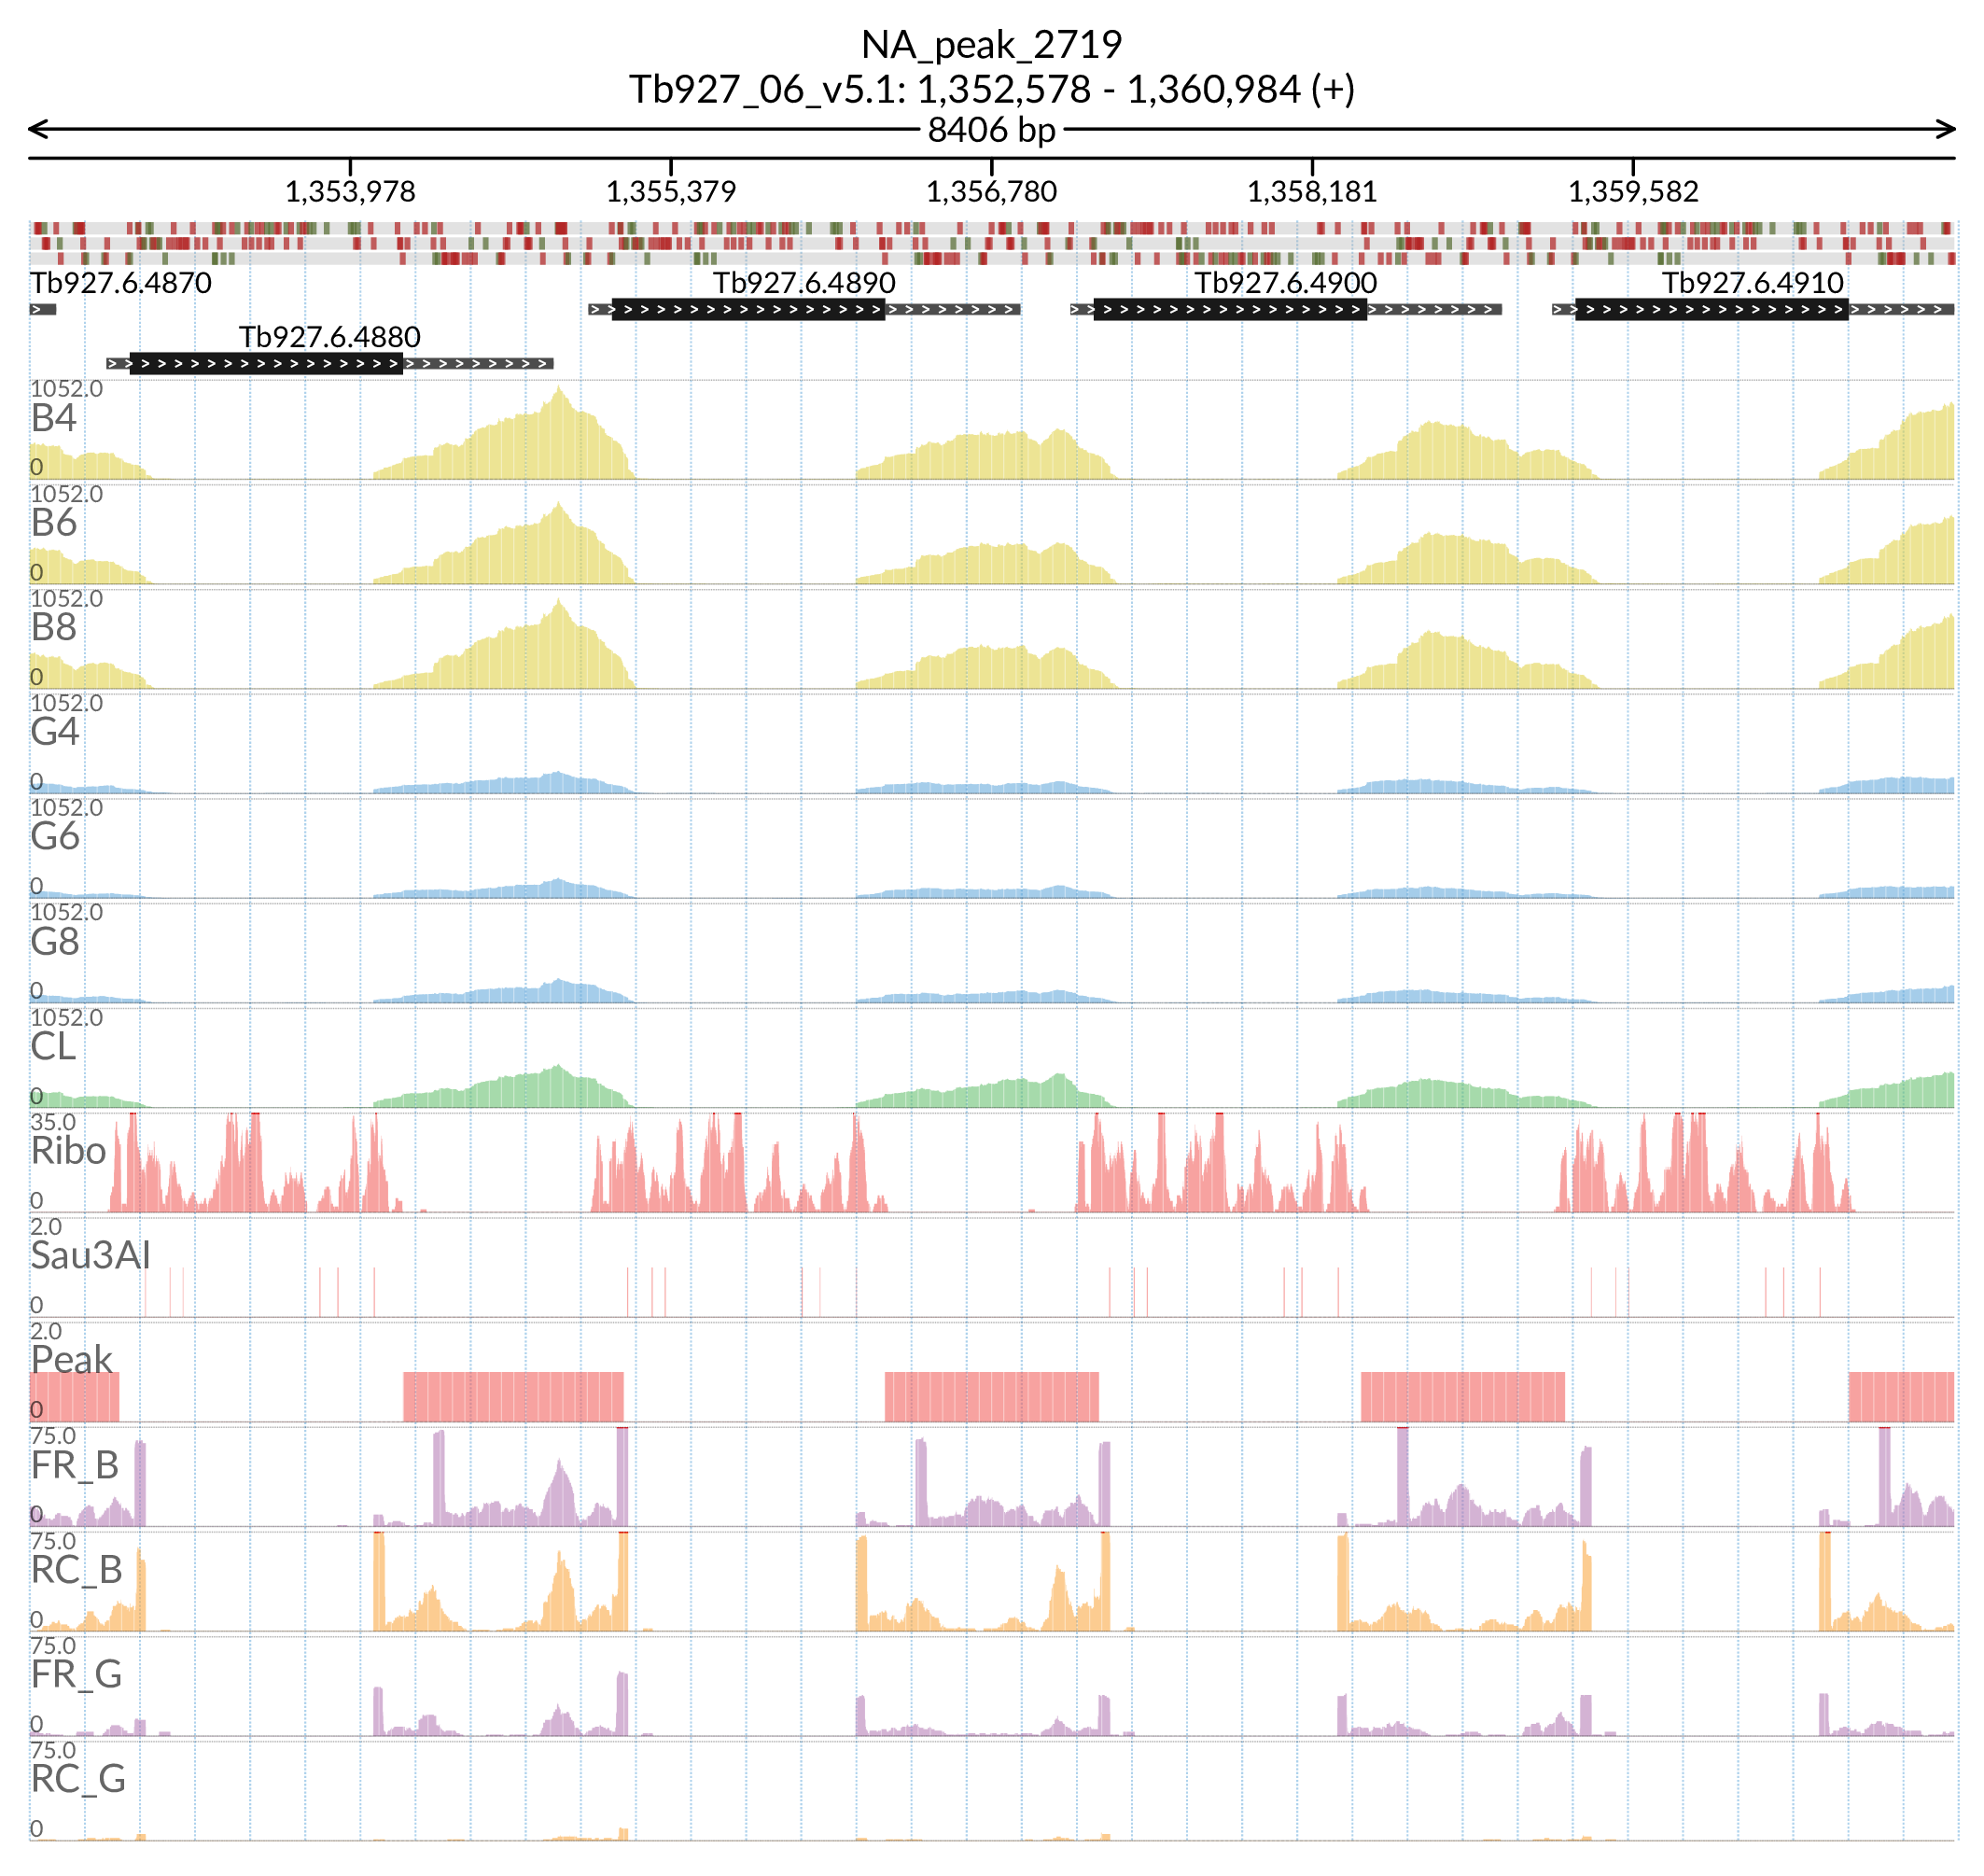 NA_peak_2719
Tb927_06_v5.1: 1,352,578 - 1,360,984 (+)
8406 bp
1,353,978 1,355,379 1,356,780 1,358,181 1,359,582
Tb927.6.4870 Tb927.6.4890 Tb927.6.4900 Tb927.6.4910
Tb927.6.4880
1052.0
B4
0
1052.0
B6
0
1052.0
B8
0
1052.0
G4
0
1052.0
G6
0
1052.0
G8
0
1052.0
CL
0
35.0
Ribo
0
2.0
Sau3AI
0
2.0
Peak
0
75.0
FR_B
0
75.0
RC_B
0
75.0
FR_G
0
75.0
RC_G
0